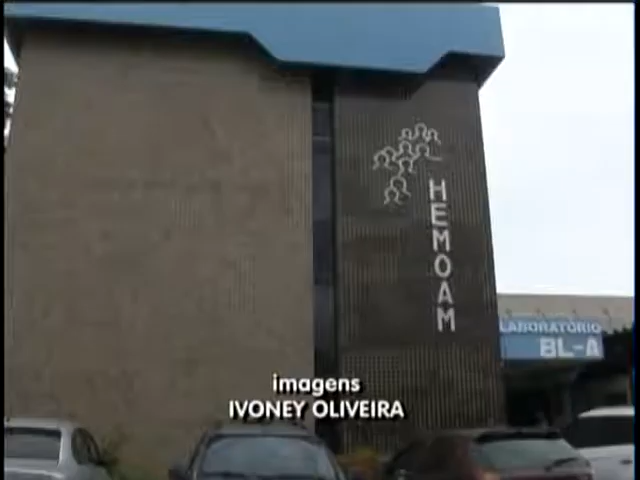 HEMOAM
LABORATÓRIO
BL-A
imagens
IVONEY OLIVEIRA